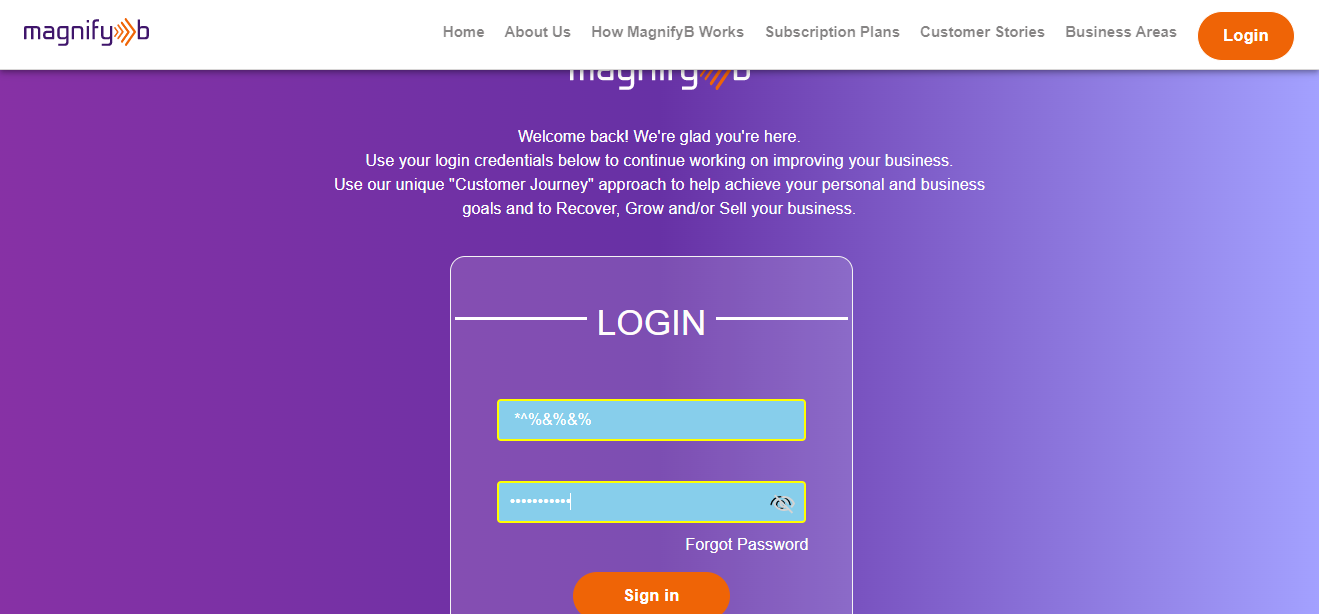 magnifyb
Home About Us How MagnifyB Works Subscription Plans Customer Stories Business Areas Login
magnifyb
Welcome back! We're glad you're here.
Use your login credentials below to continue working on improving your business.
Use our unique "Customer Journey" approach to help achieve your personal and business
goals and to Recover, Grow and/or Sell your business.
LOGIN
*^%&%&%
•••••••••••
Forgot Password
Sign in